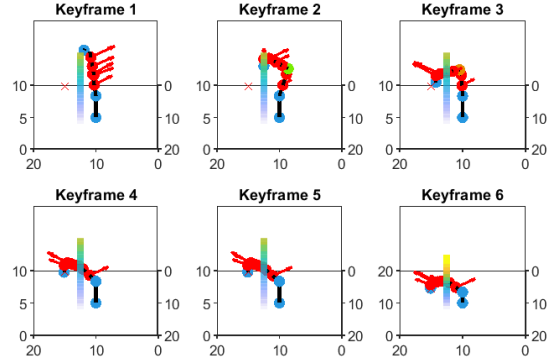 Keyframe 1 Keyframe 2 Keyframe 3
10 0 10 0 10 0
5 10 5 10 5 10
0 20 0 20 0 20
20 10 0 20 10 0 20 10 0
Keyframe 4 Keyframe 5 Keyframe 6
10 0 10 0 20 0
5 10 5 10 10 10
0 20 0 20 0 20
20 10 0 20 10 0 20 10 0